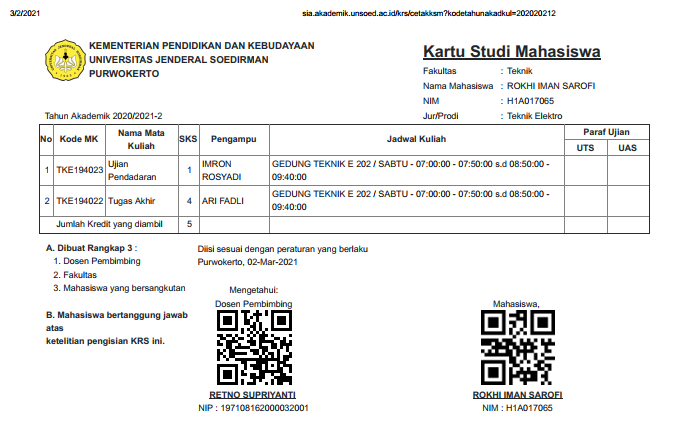 3/2/2021
sia.akademik.unsoed.ac.id/krs/cetakksm?kodetahunakadkul=202020212
KEMENTERIAN PENDIDIKAN DAN KEBUDAYAAN
UNIVERSITAS JENDERAL SOEDIRMAN
PURWOKERTO
Kartu Studi Mahasiswa
Fakultas : Teknik
Nama Mahasiswa : ROKHI IMAN SAROFI
NIM : H1A017065
Jur/Prodi : Teknik Elektro
Tahun Akademik 2020/2021-2
No Kode MK Nama Mata Kuliah SKS Pengampu Jadwal Kuliah Paraf Ujian
UTS UAS
1 TKE194023 Ujian Pendadaran 1 IMRON ROSYADI GEDUNG TEKNIK E 202 / SABTU - 07:00:00 - 07:50:00 s.d 08:50:00 - 09:40:00
2 TKE194022 Tugas Akhir 4 ARI FADLI GEDUNG TEKNIK E 202 / SABTU - 07:00:00 - 07:50:00 s.d 08:50:00 - 09:40:00
Jumlah Kredit yang diambil 5
A. Dibuat Rangkap 3 :
1. Dosen Pembimbing
2. Fakultas
3. Mahasiswa yang bersangkutan
B. Mahasiswa bertanggung jawab
atas
ketelitian pengisian KRS ini.
Diisi sesuai dengan peraturan yang berlaku
Purwokerto, 02-Mar-2021
Mengetahui:
Dosen Pembimbing
RETNO SUPRIYANTI
NIP : 197108162000032001
Mahasiswa,
ROKHI IMAN SAROFI
NIM : H1A017065